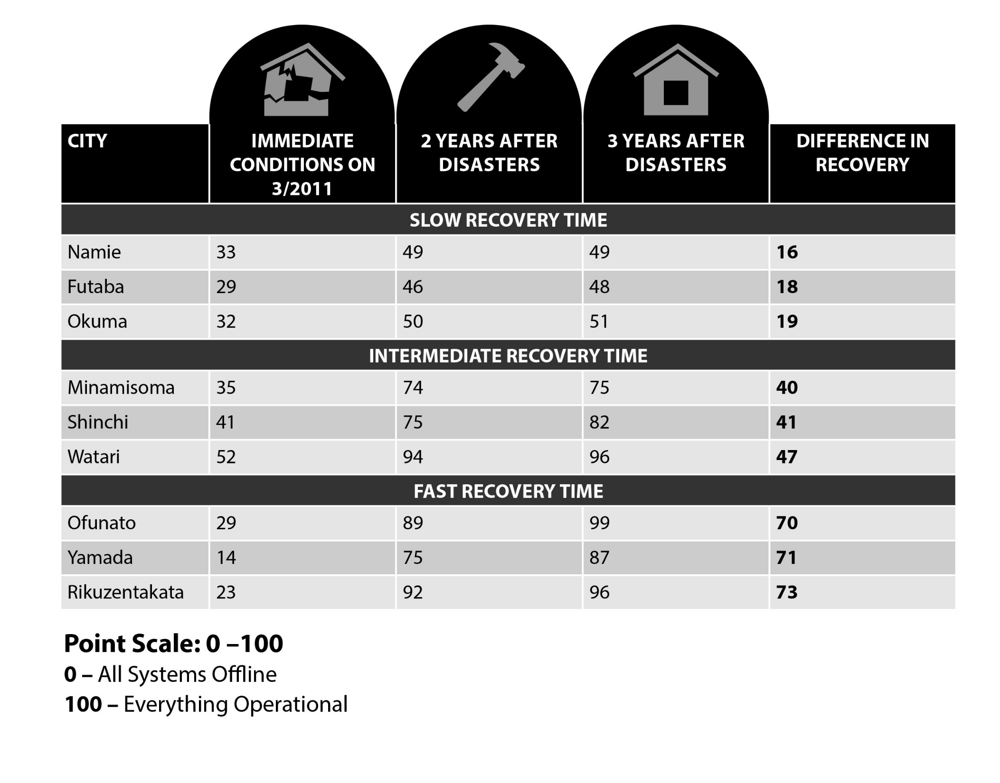 CITY
IMMEDIATE
CONDITIONS ON
3/2011
2 YEARS AFTER
DISASTERS
3 YEARS AFTER
DISASTERS
DIFFERENCE IN
RECOVERY
SLOW RECOVERY TIME
Namie 33 49 49 16
Futaba 29 46 48 18
Okuma 32 50 51 19
INTERMEDIATE RECOVERY TIME
Minamisoma 35 74 75 40
Shinchi 41 75 82 41
Watari 52 94 96 47
FAST RECOVERY TIME
Ofunato 29 89 99 70
Yamada 14 75 87 71
Rikuzentakata 23 92 96 73
Point Scale: 0 –100
0 – All Systems Offline
100 – Everything Operational